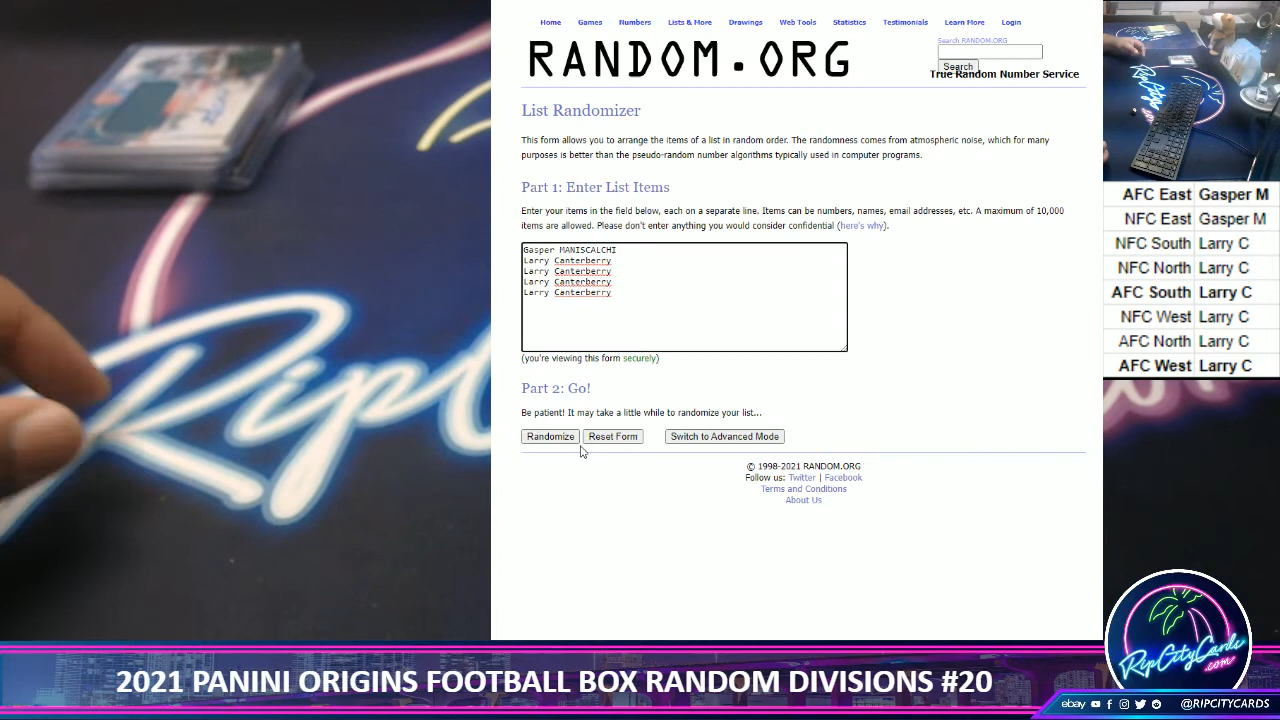 Home Games Numbers Lists & More Drawings Web Tools Statistics Testimonials Learn More Login
RANDOM.ORG
Search RANDOM.ORG
Search
True Random Number Service
List Randomizer
This form allows you to arrange the items of a list in random order. The randomness comes from atmospheric noise, which for many
purposes is better than the pseudo-random number algorithms typically used in computer programs.
Part 1: Enter List Items
Enter your items in the field below, each on a separate line. Items can be numbers, names, email addresses, etc. A maximum of 10,000
items are allowed. Please don't enter anything you would consider confidential (here's why).
Gasper MANISCALCHI
Larry Canterberry
Larry Canterberry
Larry Canterberry
Larry Canterberry
(you're viewing this form securely)
Part 2: Go!
Be patient! It may take a little while to randomize your list...
Randomize Reset Form Switch to Advanced Mode
© 1998-2021 RANDOM.ORG
Follow us: Twitter | Facebook
Terms and Conditions
About Us
AFC East Gasper M
NFC East Gasper M
NFC South Larry C
NFC North Larry C
AFC South Larry C
NFC West Larry C
AFC North Larry C
AFC West Larry C
Rip
RipCityCards
.com
2021 PANINI ORIGINS FOOTBALL BOX RANDOM DIVISIONS #20
ebay @RIPCITYCARDS